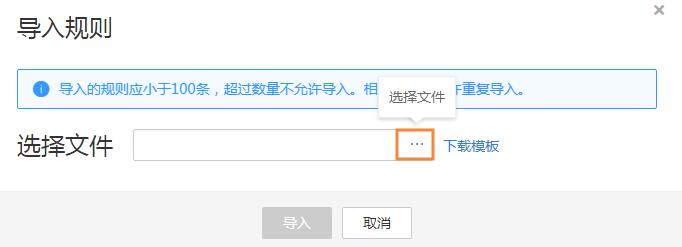 导入规则
导入的规则应小于100条，超过数量不允许导入。相 许重复导入。
选择文件
选择文件 ··· 下载模板
导入 取消